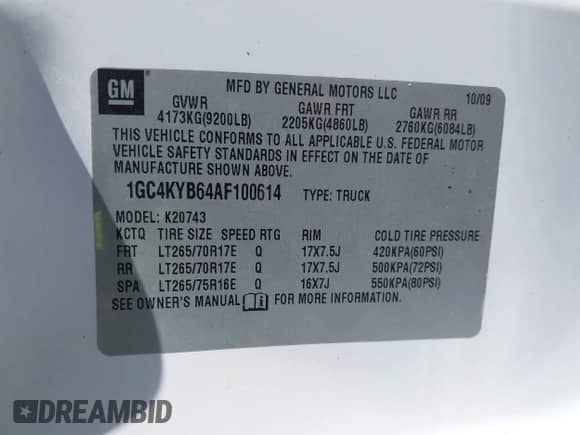 GM
MFD BY GENERAL MOTORS LLC
10/09
GVWR GAWR FRT GAWR RR
4173KG(9200LB) 2205KG(4860LB) 2760KG(6084LB)
THIS VEHICLE CONFORMS TO ALL APPLICABLE U.S. FEDERAL MOTOR
VEHICLE SAFETY STANDARDS IN EFFECT ON THE DATE OF
MANUFACTURE SHOWN ABOVE.
1GC4KYB64AF100614 TYPE: TRUCK
MODEL: K20743
KCTQ TIRE SIZE SPEED RTG RIM COLD TIRE PRESSURE
FRT LT265/70R17E Q 17X7.5J 420KPA(60PSI)
RR LT265/70R17E Q 17X7.5J 500KPA(72PSI)
SPA LT265/75R16E Q 16X7J 550KPA(80PSI)
SEE OWNER'S MANUAL FOR MORE INFORMATION.
DREAMBID